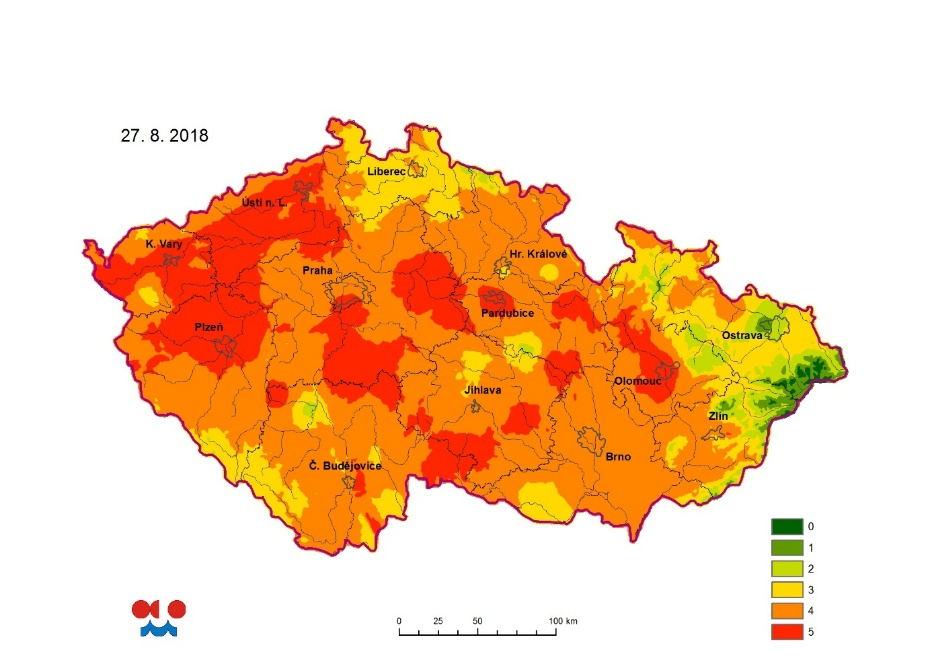 27. 8. 2018
Liberec
Ústí n. L.
K. Vary
Hr. Králové
Praha
Pardubice
Plzeň
Ostrava
Olomouc
Jihlava
Zlín
Brno
Č. Budějovice
0
1
2
3
4
5
0 25 50 100 km